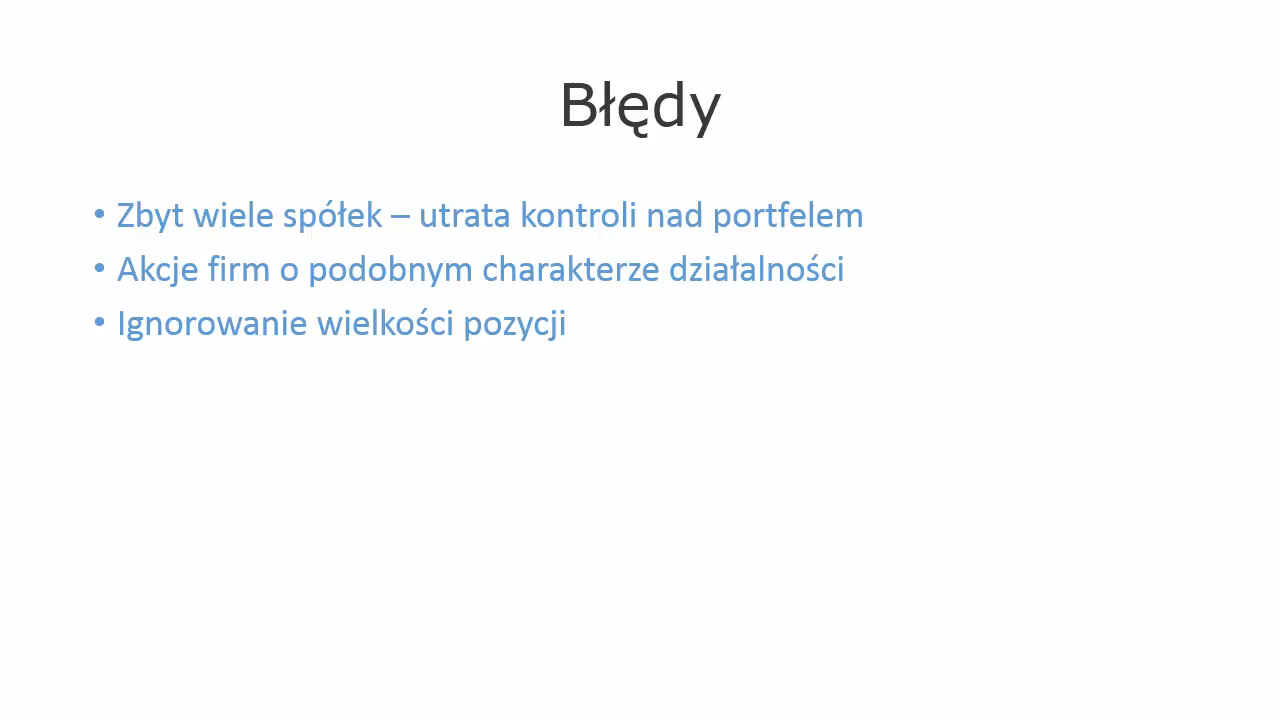 Błędy
• Zbyt wiele spółek – utrata kontroli nad portfelem
• Akcje firm o podobnym charakterze działalności
• Ignorowanie wielkości pozycji